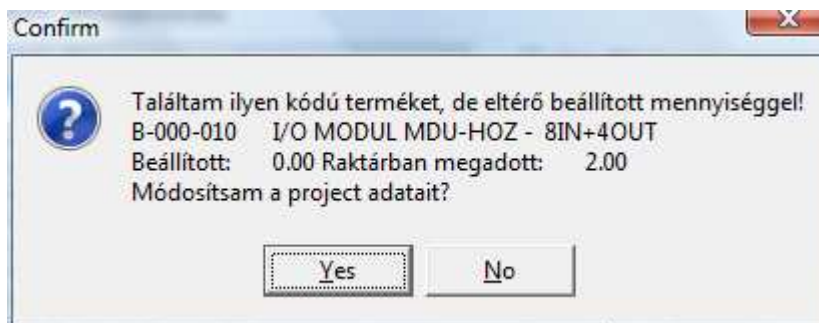 Confirm
Találtam ilyen kódú terméket, de eltérő beállított mennyiséggel!
B-000-010 I/O MODUL MDU-HOZ - 8IN+4OUT
Beállított: 0.00 Raktárban megadott: 2.00
Módosítsam a project adatait?
Yes No